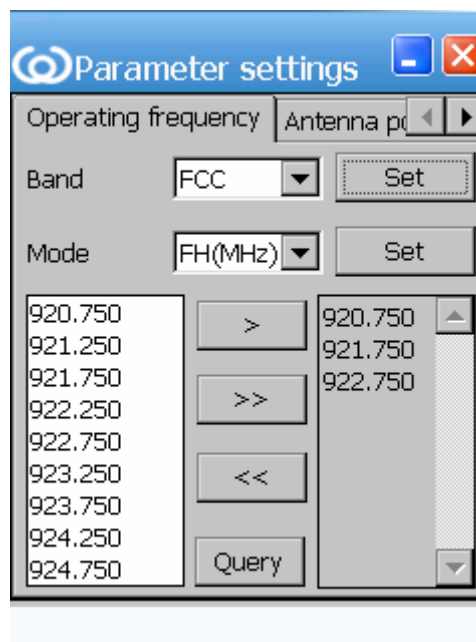 Parameter settings
Operating frequency
Antenna po
Band
FCC
Set
Mode
FH(MHz)
Set
920.750
921.250
921.750
922.250
922.750
923.250
923.750
924.250
924.750
>
>>
<<
Query
920.750
921.750
922.750